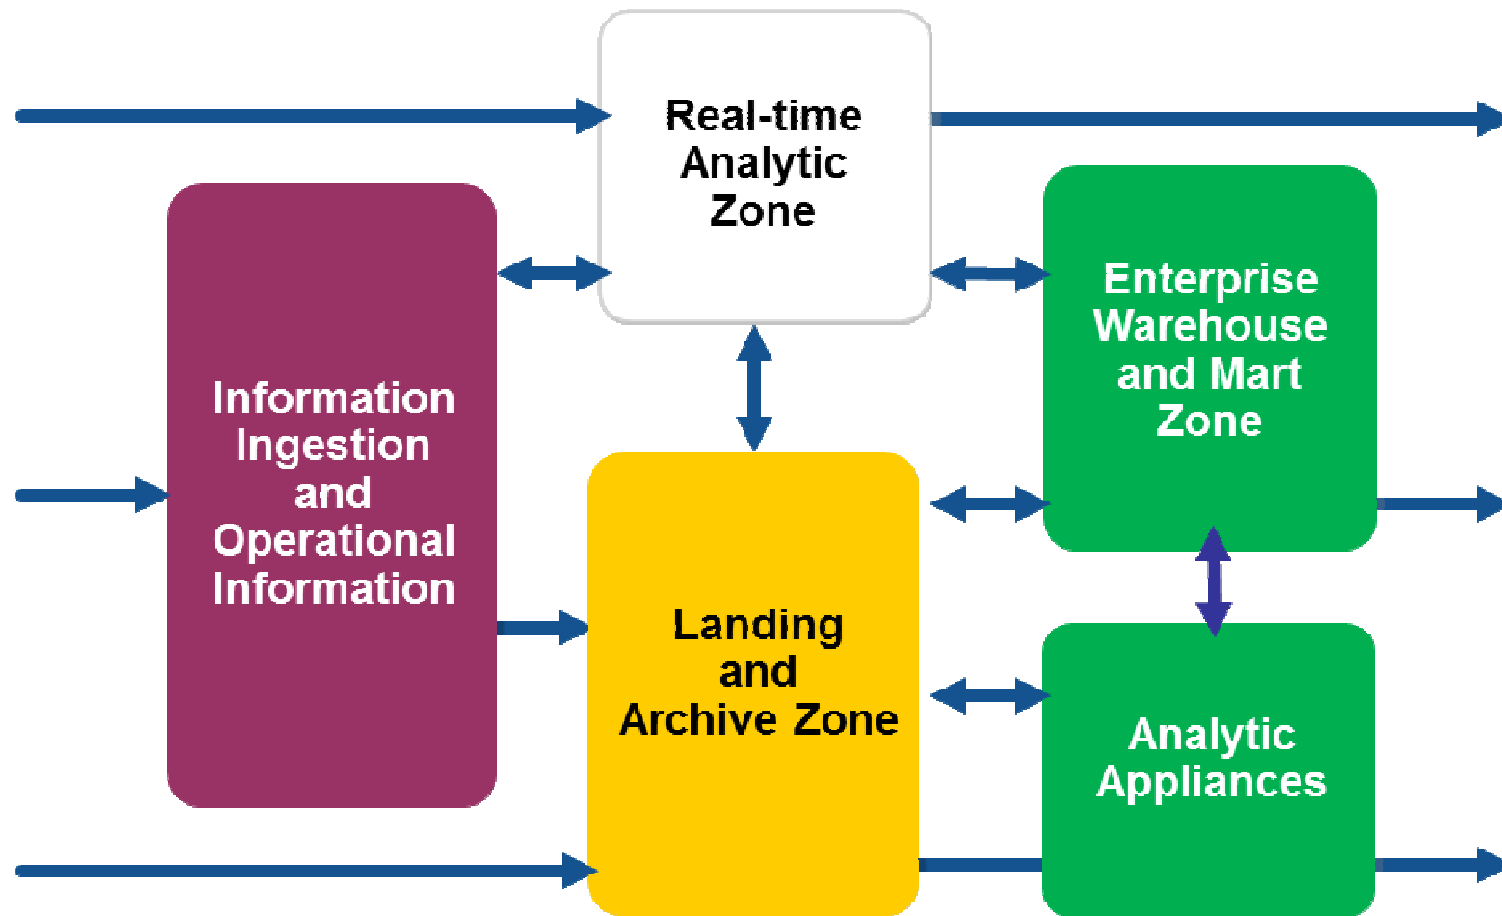 Real-time
Analytic
Zone
Information
Ingestion
and
Operational
Information
Enterprise
Warehouse
and Mart
Zone
Landing
and
Archive Zone
Analytic
Appliances